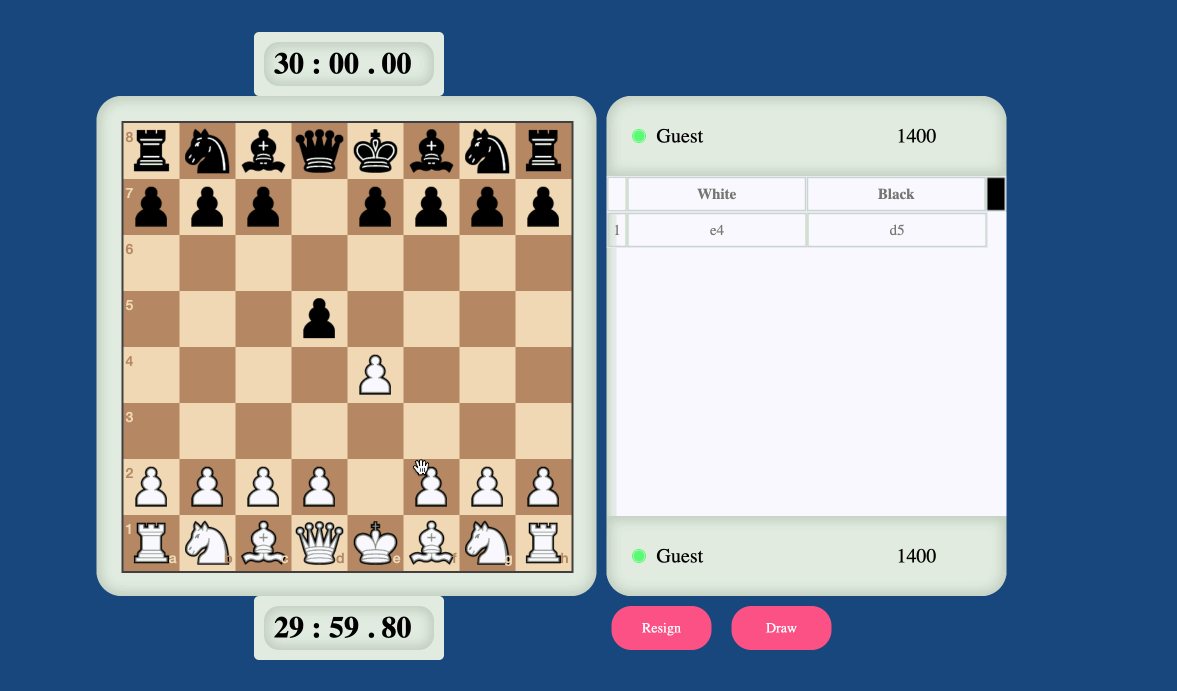 30 : 00 . 00
8
7
6
5
4
3
2
1
a b c d e f g h
29 : 59 . 80
Guest 1400
White Black
1 e4 d5
Guest 1400
Resign Draw